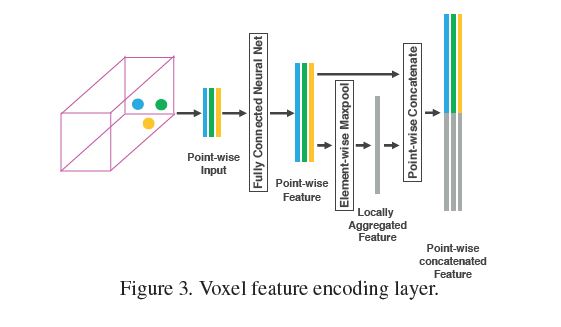 Point-wise
Input
Fully Connected Neural Net
Point-wise
Feature
Element-wise Maxpool
Locally
Aggregated
Feature
Point-wise Concatenate
Point-wise
concatenated
Feature
Figure 3. Voxel feature encoding layer.